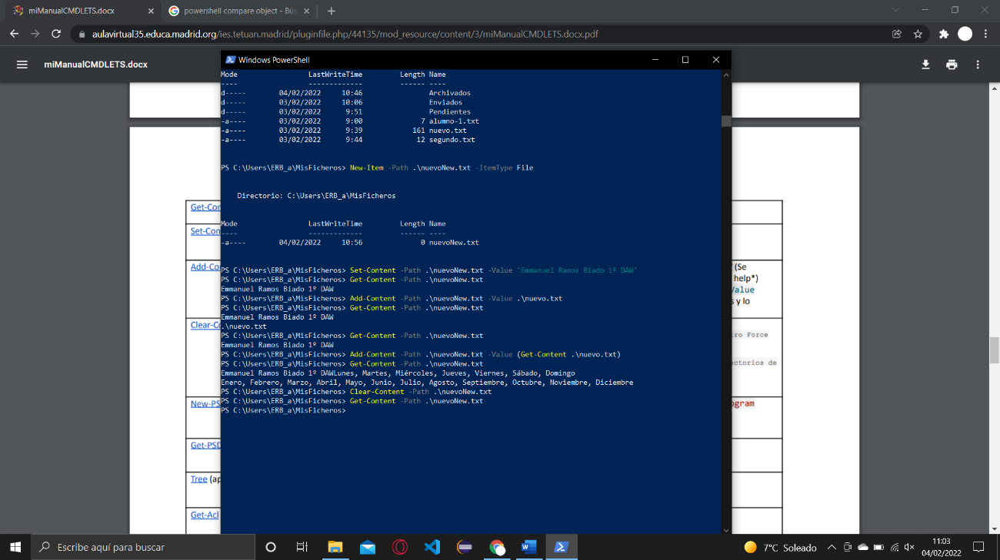 miManualCMDLETS.docx
powershell compare object - Bús
aulavirtual35.educa.madrid.org/ies.tetuan.madrid/pluginfile.php/44135/mod_resource/content/3/miManualCMDLETS.docx.pdf
miManualCMDLETS.docx
Windows PowerShell
Mode LastWriteTime Length Name
---- ------------- ------ ----
d----- 04/02/2022 10:46 Archivados
d----- 03/02/2022 10:06 Enviados
d----- 03/02/2022 9:51 Pendientes
-a---- 03/02/2022 9:00 7 alumno-1.txt
-a---- 03/02/2022 9:39 161 nuevo.txt
-a---- 03/02/2022 9:44 12 segundo.txt
PS C:\Users\ERB_a\MisFicheros> New-Item -Path .\nuevoNew.txt -ItemType File
Directorio: C:\Users\ERB_a\MisFicheros
Mode LastWriteTime Length Name
---- ------------- ------ ----
-a---- 04/02/2022 10:56 0 nuevoNew.txt
PS C:\Users\ERB_a\MisFicheros> Set-Content -Path .\nuevoNew.txt -Value 'Emmanuel Ramos Biado 1º DAW'
PS C:\Users\ERB_a\MisFicheros> Get-Content -Path .\nuevoNew.txt
Emmanuel Ramos Biado 1º DAW
PS C:\Users\ERB_a\MisFicheros> Add-Content -Path .\nuevoNew.txt -Value .\nuevo.txt
PS C:\Users\ERB_a\MisFicheros> Get-Content -Path .\nuevoNew.txt
Emmanuel Ramos Biado 1º DAW
.\nuevo.txt
PS C:\Users\ERB_a\MisFicheros> Get-Content -Path .\nuevoNew.txt
Emmanuel Ramos Biado 1º DAW
PS C:\Users\ERB_a\MisFicheros> Add-Content -Path .\nuevoNew.txt -Value (Get-Content .\nuevo.txt)
PS C:\Users\ERB_a\MisFicheros> Get-Content -Path .\nuevoNew.txt
Emmanuel Ramos Biado 1º DAWLunes, Martes, Miércoles, Jueves, Viernes, Sábado, Domingo
Enero, Febrero, Marzo, Abril, Mayo, Junio, Julio, Agosto, Septiembre, Octubre, Noviembre, Diciembre
PS C:\Users\ERB_a\MisFicheros> Clear-Content -Path .\nuevoNew.txt
PS C:\Users\ERB_a\MisFicheros> Get-Content -Path .\nuevoNew.txt
PS C:\Users\ERB_a\MisFicheros>
Get-Con
Set-Con
Add-Co
(Se
help*)
Value
s y lo
Clear-Co
tro Force
ectorios de
New-PS
ogram
Get-PSD
Tree (ap
Get-Acl
Escribe aquí para buscar
7°C Soleado
11:03
04/02/2022